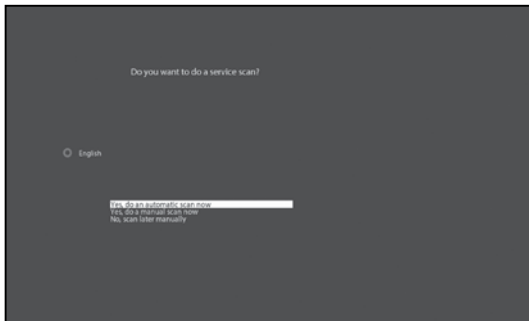 Do you want to do a service scan?
English
Yes, do an automatic scan now
Yes, do a manual scan now
No, scan later manually